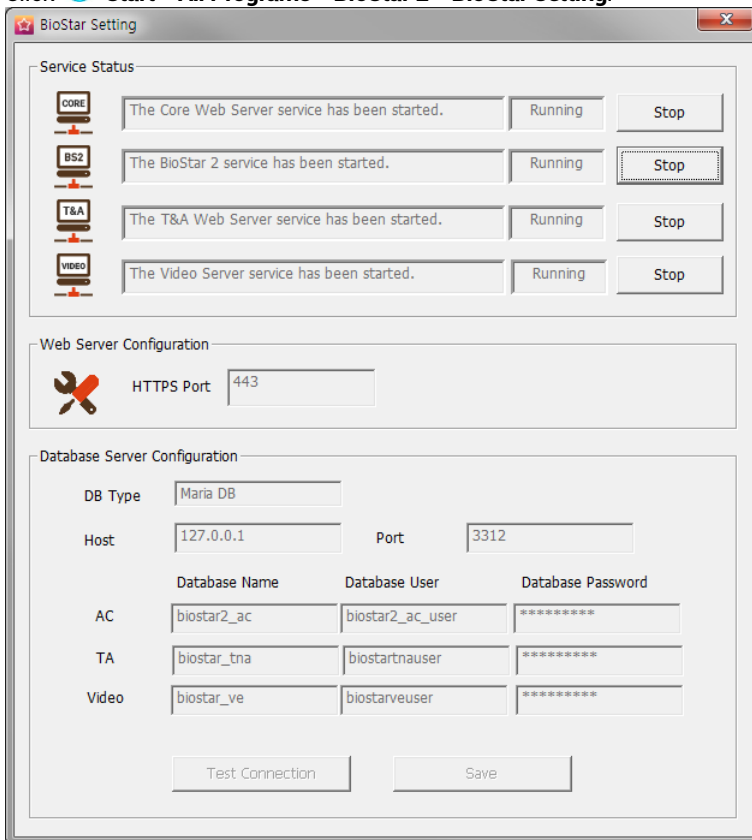 BioStar Setting
Service Status
CORE The Core Web Server service has been started. Running Stop
BS2 The BioStar 2 service has been started. Running Stop
T&A The T&A Web Server service has been started. Running Stop
VIDEO The Video Server service has been started. Running Stop
Web Server Configuration
HTTPS Port 443
Database Server Configuration
DB Type Maria DB
Host 127.0.0.1 Port 3312
Database Name Database User Database Password
AC biostar2_ac biostar2_ac_user *********
TA biostar_tna biostartnauser *********
Video biostar_ve biostarveuser *********
Test Connection Save